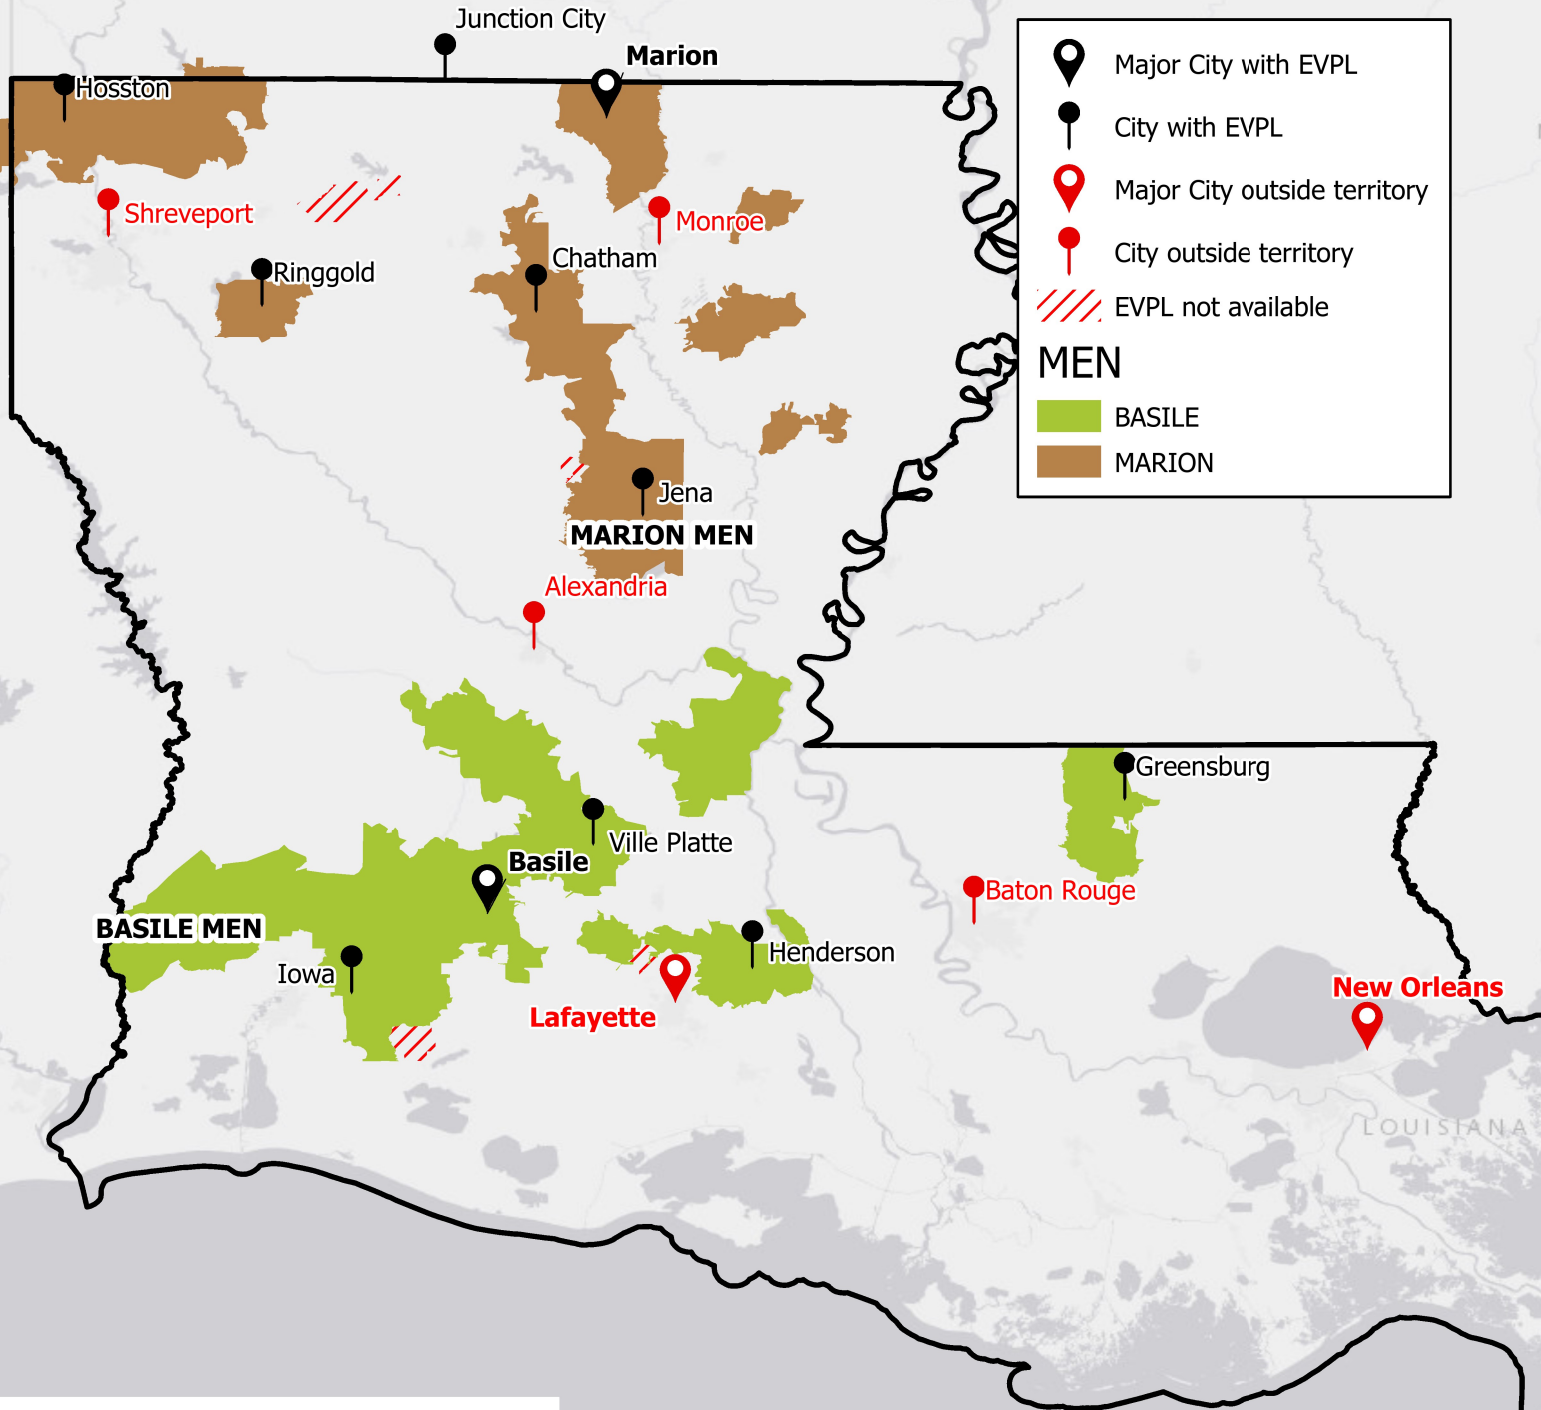 Junction City
Marion
Hosston
Shreveport
Monroe
Ringgold
Chatham
Jena
MARION MEN
Alexandria
Greensburg
Ville Platte
Basile
Baton Rouge
BASILE MEN
Henderson
Iowa
Lafayette
New Orleans
LOUISIANA
Major City with EVPL
City with EVPL
Major City outside territory
City outside territory
EVPL not available
MEN
BASILE
MARION